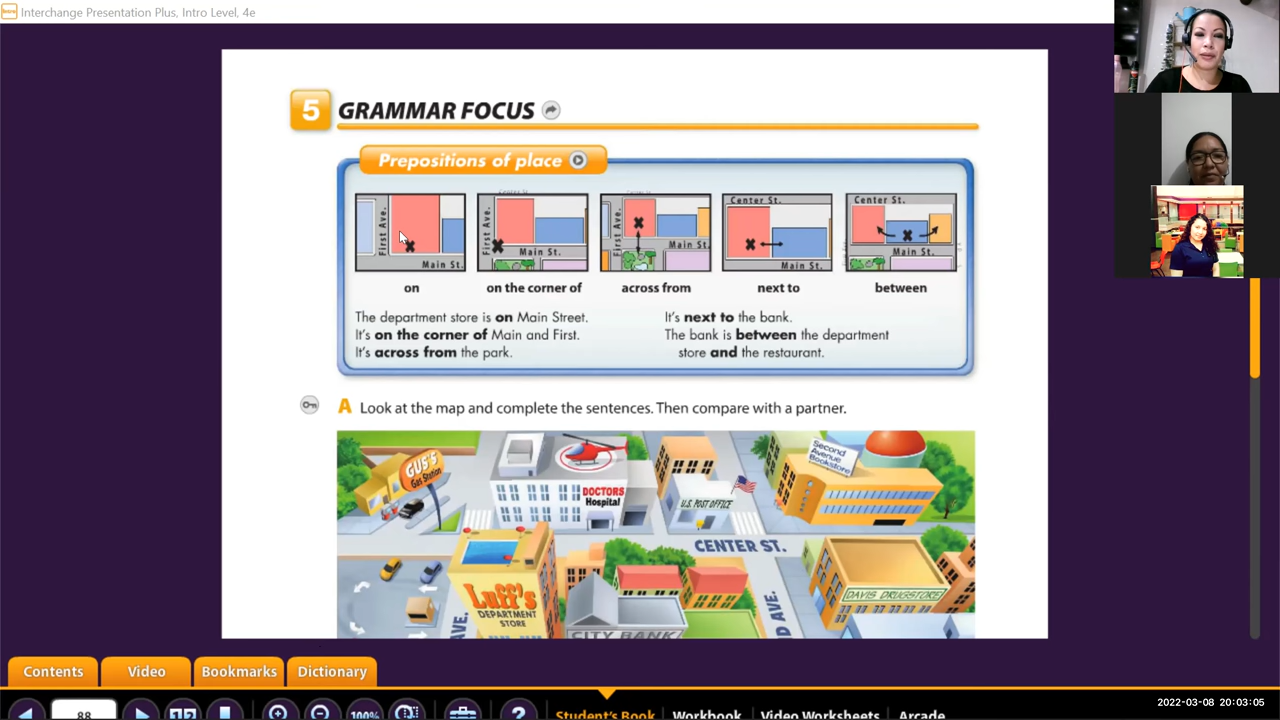 Interchange Presentation Plus, Intro Level, 4e
5 GRAMMAR FOCUS
Prepositions of place
First Ave.
Main St.
on
First Ave.
Main St.
on the corner of
First Ave.
Main St.
across from
Center St.
Main St.
next to
Center St.
Main St.
between
The department store is on Main Street.
It's on the corner of Main and First.
It's across from the park.
It's next to the bank.
The bank is between the department
store and the restaurant.
A Look at the map and complete the sentences. Then compare with a partner.
GUS'S
Gas Station
DOCTORS
Hospital
U.S. POST OFFICE
Second
Avenue
Bookstore
CENTER ST.
Luff's
DEPARTMENT
STORE
AVE.
CITY BANK
D AVE.
DAVIS DRUGSTORE
Contents
Video
Bookmarks
Dictionary
88
100%
?
Student's Book
Workbook
Video Worksheets
Arcade
2022-03-08 20:03:05